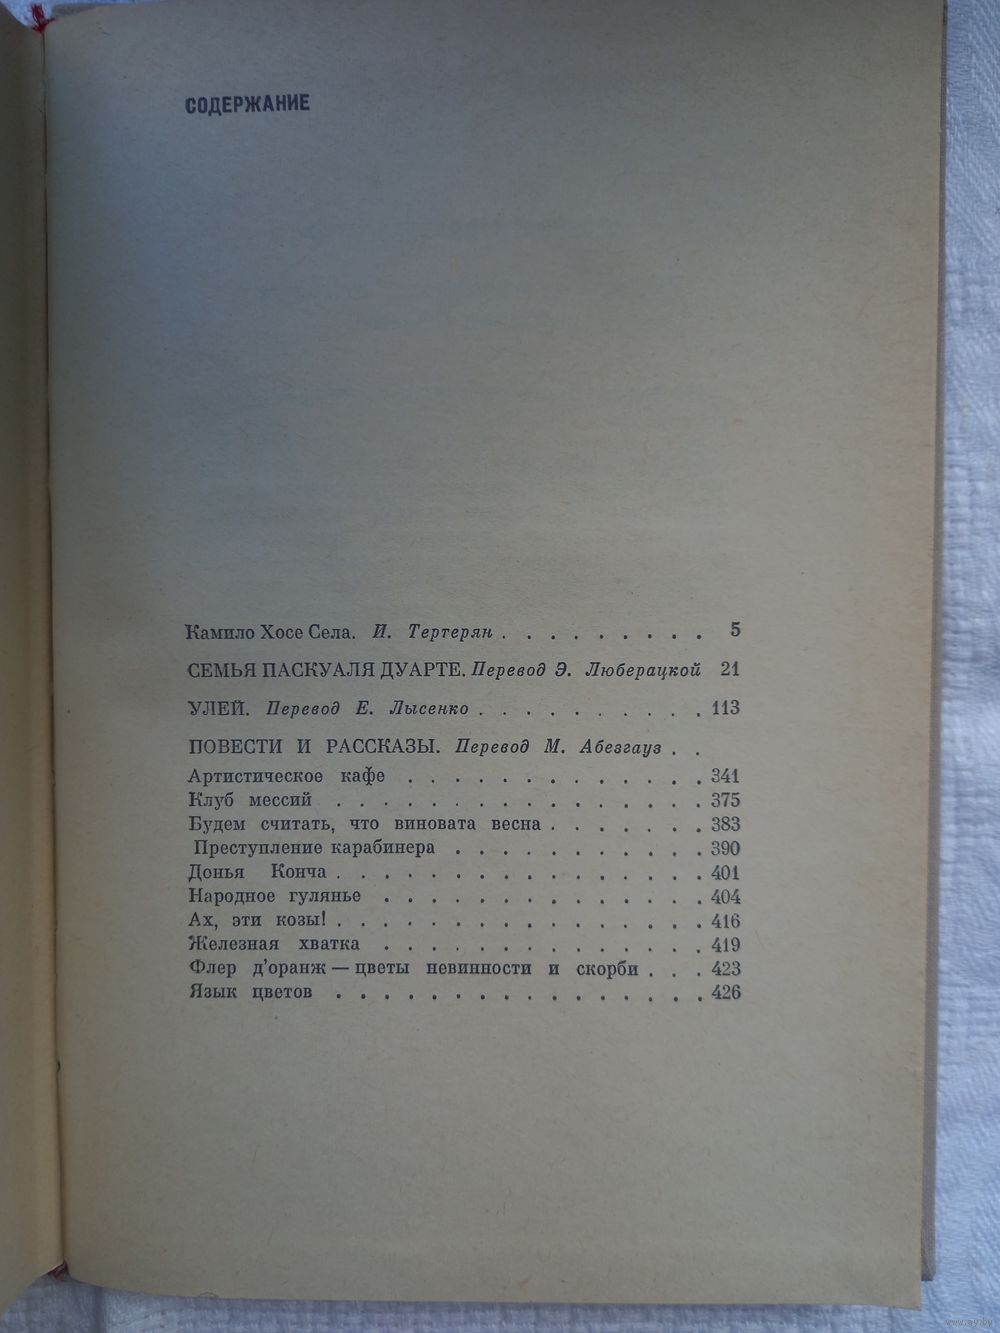 СОДЕРЖАНИЕ
Камило Хосе Села. И. Тертерян . . . . . . . . . 5
СЕМЬЯ ПАСКУАЛЯ ДУАРТЕ. Перевод Э. Люберацкой 21
УЛЕЙ. Перевод Е. Лысенко . . . . . . . . . . 113
ПОВЕСТИ И РАССКАЗЫ. Перевод М. Абезгауз . .
Артистическое кафе . . . . . . . . . . . . . 341
Клуб мессий . . . . . . . . . . . . . . . . 375
Будем считать, что виновата весна . . . . . . . 383
Преступление карабинера . . . . . . . . . . . 390
Донья Конча . . . . . . . . . . . . . . . . 401
Народное гулянье . . . . . . . . . . . . . . 404
Ах, эти козы! . . . . . . . . . . . . . . . . 416
Железная хватка . . . . . . . . . . . . . . 419
Флер д'оранж — цветы невинности и скорби . . . 423
Язык цветов . . . . . . . . . . . . . . . . 426
www.ay.by